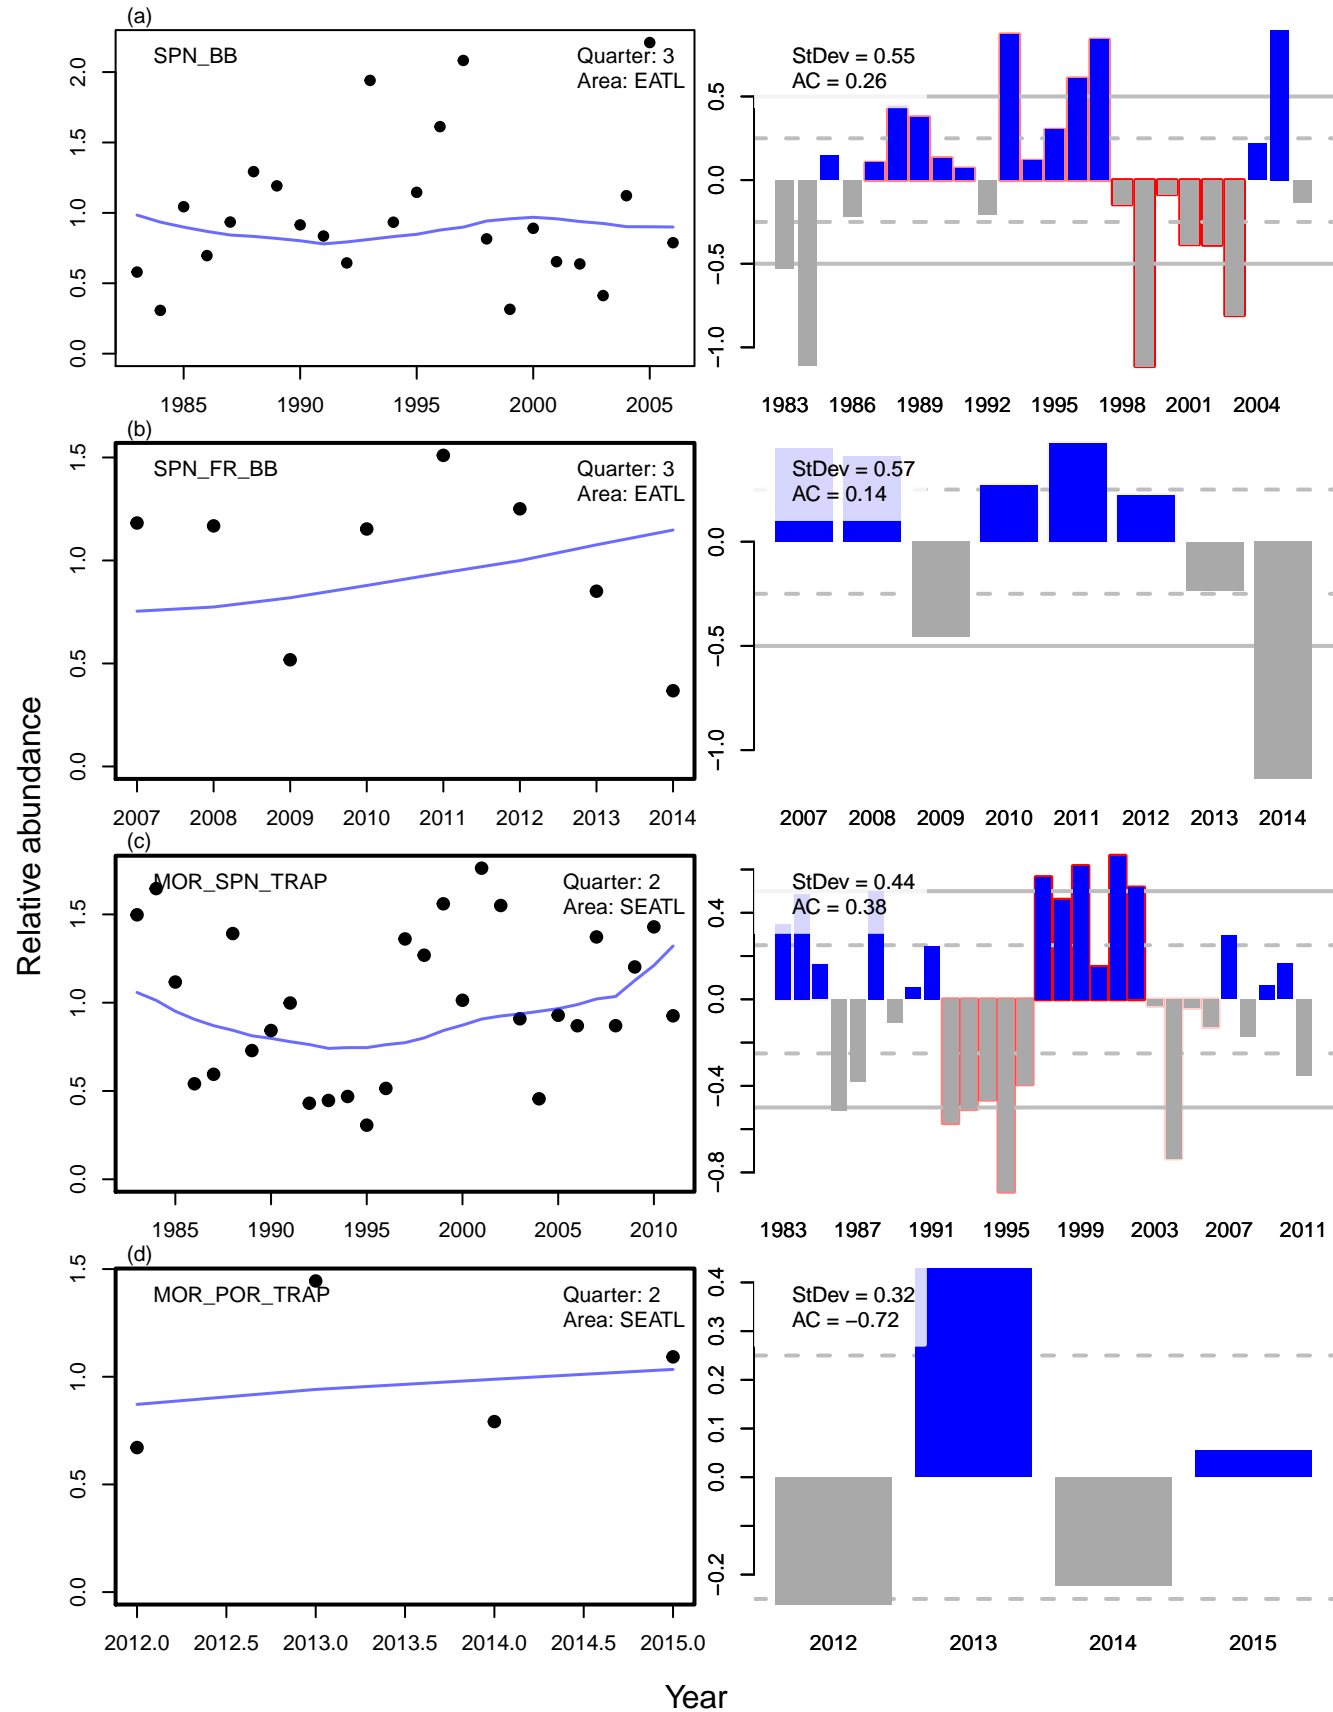 (a)
SPN_BB
Quarter: 3
Area: EATL
0.0 0.5 1.0 1.5 2.0
1985 1990 1995 2000 2005
StDev = 0.55
AC = 0.26
−1.0 −0.5 0.0 0.5
1983 1986 1989 1992 1995 1998 2001 2004
(b)
SPN_FR_BB
Quarter: 3
Area: EATL
0.0 0.5 1.0 1.5
2007 2008 2009 2010 2011 2012 2013 2014
StDev = 0.57
AC = 0.14
−1.0 −0.5 0.0
2007 2008 2009 2010 2011 2012 2013 2014
(c)
MOR_SPN_TRAP
Quarter: 2
Area: SEATL
0.0 0.5 1.0 1.5
1985 1990 1995 2000 2005 2010
StDev = 0.44
AC = 0.38
−0.8 −0.4 0.0 0.4
1983 1987 1991 1995 1999 2003 2007 2011
(d)
MOR_POR_TRAP
Quarter: 2
Area: SEATL
0.0 0.5 1.0 1.5
2012.0 2012.5 2013.0 2013.5 2014.0 2014.5 2015.0
StDev = 0.32
AC = −0.72
−0.2 0.0 0.1 0.2 0.3 0.4
2012 2013 2014 2015
Relative abundance
Year